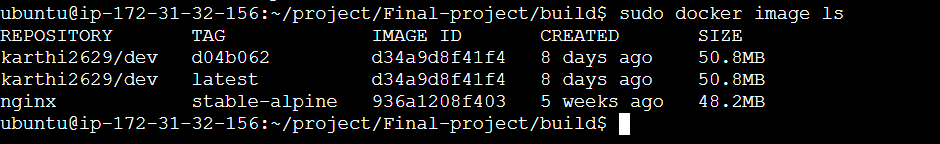 ubuntu@ip-172-31-32-156:~/project/Final-project/build$ sudo docker image ls
REPOSITORY TAG IMAGE ID CREATED SIZE
karthi2629/dev d04b062 d34a9d8f41f4 8 days ago 50.8MB
karthi2629/dev latest d34a9d8f41f4 8 days ago 50.8MB
nginx stable-alpine 936a1208f403 5 weeks ago 48.2MB
ubuntu@ip-172-31-32-156:~/project/Final-project/build$